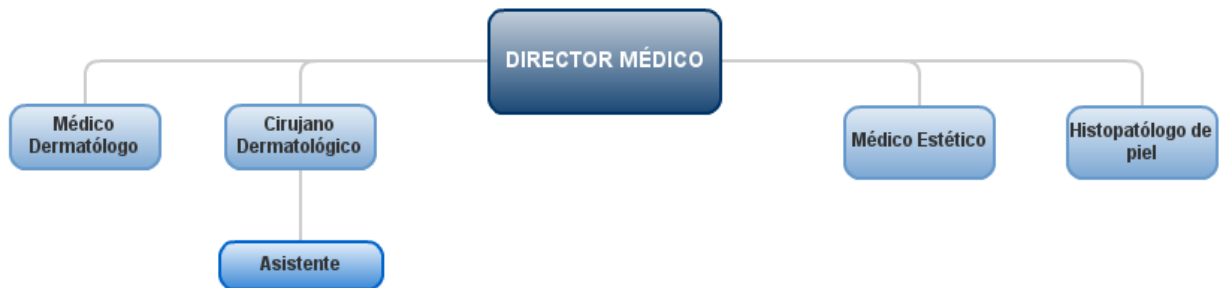 DIRECTOR MÉDICO
Médico
Dermatólogo
Cirujano
Dermatológico
Médico Estético
Histopatólogo de
piel
Asistente